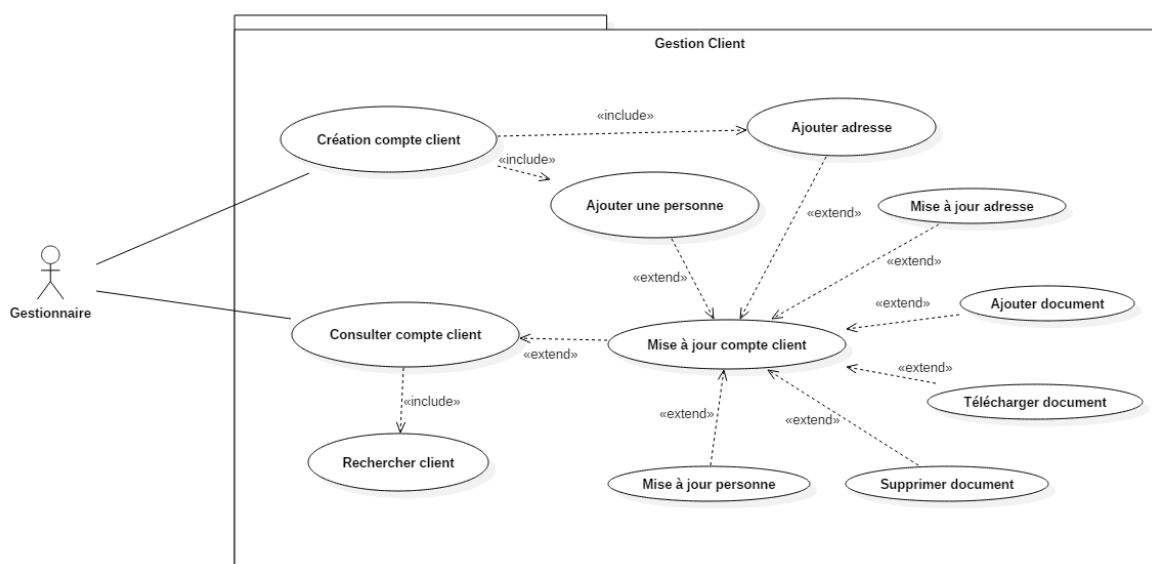 Gestion Client
«include»
Ajouter adresse
Création compte client
«include»
Ajouter une personne
Mise à jour adresse
«extend»
«extend»
«extend»
Gestionnaire
Ajouter document
«extend»
Consulter compte client
Mise à jour compte client
«extend»
«extend»
«include»
Télécharger document
«extend»
«extend»
Rechercher client
Mise à jour personne
Supprimer document